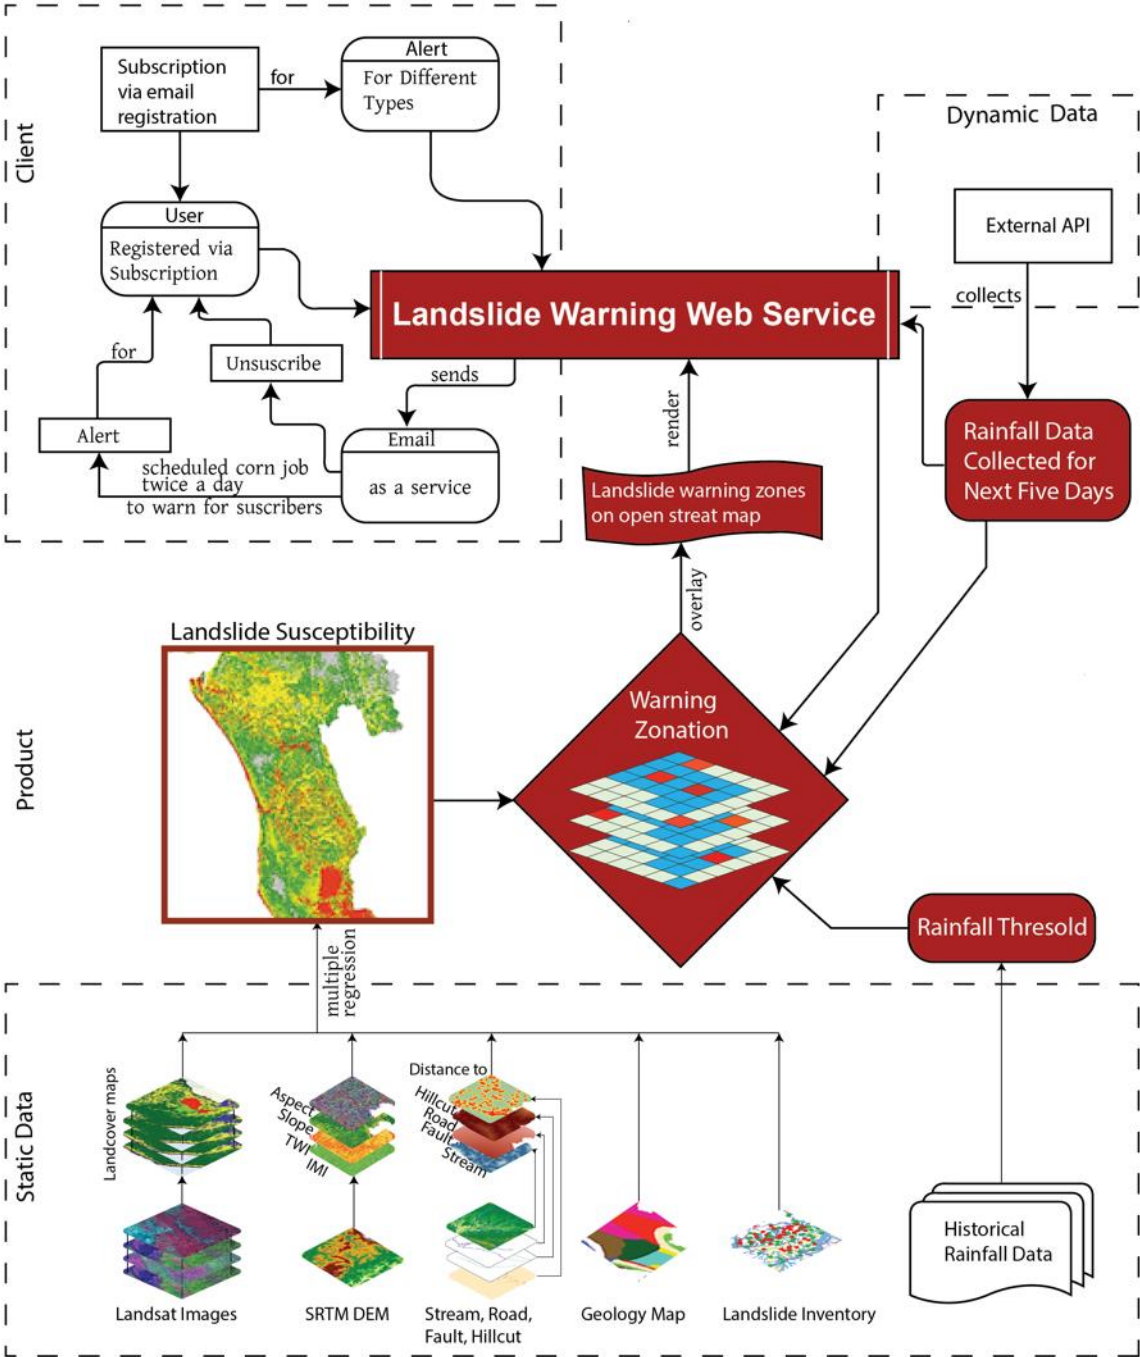 Client
Subscription
via email
registration
for
Alert
For Different
Types
User
Registered via
Subscription
for
Unsuscribe
Alert
sends
Email
as a service
scheduled corn job
twice a day
to warn for suscribers
Landslide Warning Web Service
Dynamic Data
External API
collects
Rainfall Data
Collected for
Next Five Days
render
Landslide warning zones
on open streat map
overlay
Product
Landslide Susceptibility
Warning
Zonation
Rainfall Thresold
multiple
regression
Static Data
Landcover maps
Landsat Images
Aspect
Slope
TWI
IMI
SRTM DEM
Distance to
Hillcut
Road
Fault
Stream
Stream, Road,
Fault, Hillcut
Geology Map
Landslide Inventory
Historical
Rainfall Data